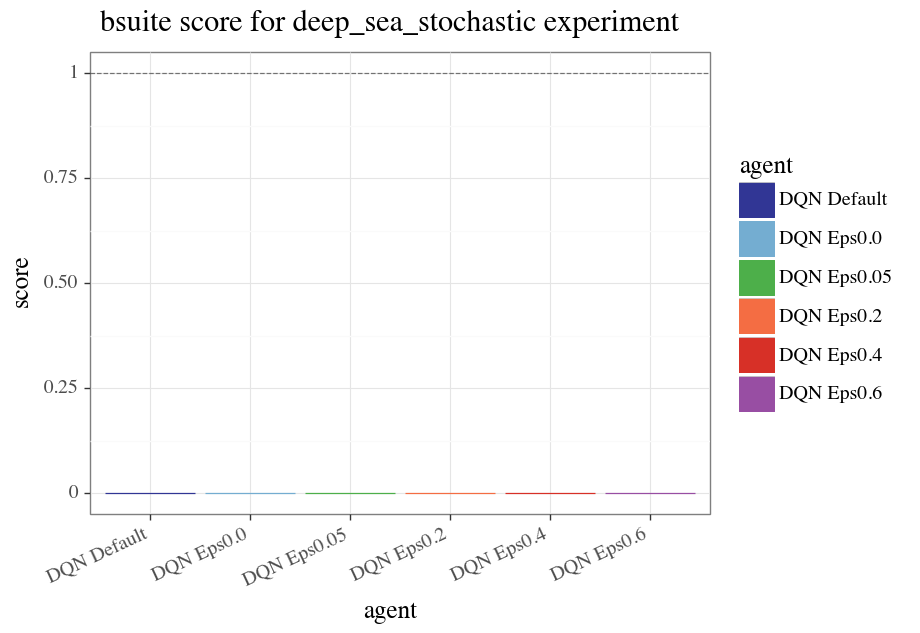 bsuite score for deep_sea_stochastic experiment
score
1
0.75
0.50
0.25
0
DQN Default
DQN Eps0.0
DQN Eps0.05
DQN Eps0.2
DQN Eps0.4
DQN Eps0.6
agent
agent
DQN Default
DQN Eps0.0
DQN Eps0.05
DQN Eps0.2
DQN Eps0.4
DQN Eps0.6